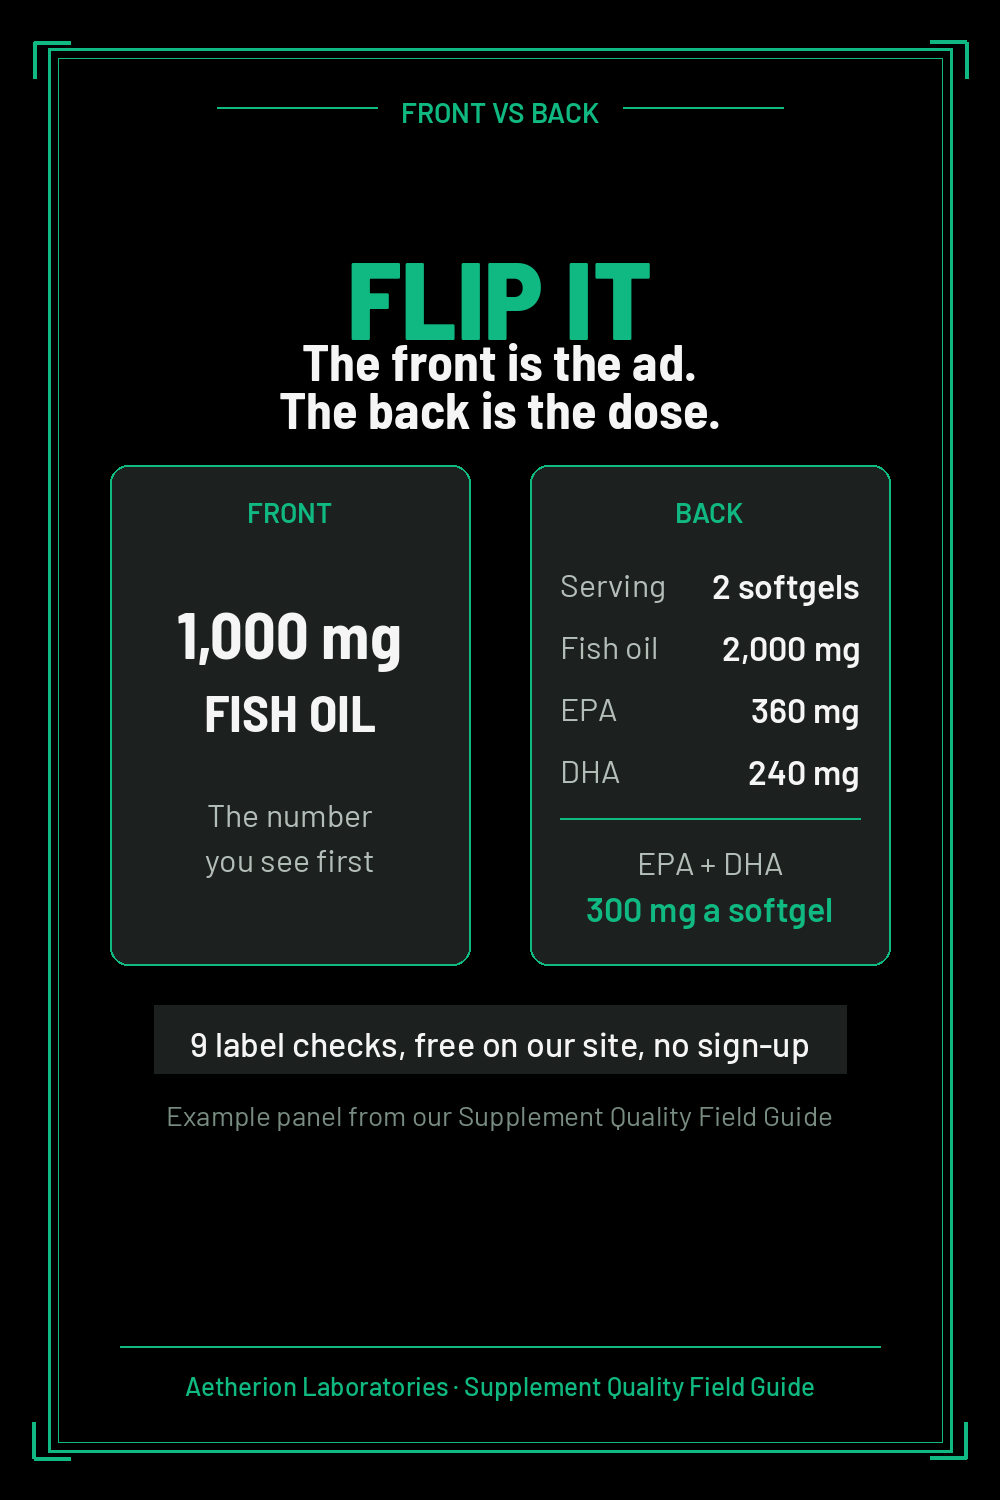 FRONT VS BACK
FLIP IT
The front is the ad.
The back is the dose.
FRONT
1,000 mg
FISH OIL
The number
you see first
BACK
Serving 2 softgels
Fish oil 2,000 mg
EPA 360 mg
DHA 240 mg
EPA + DHA
300 mg a softgel
9 label checks, free on our site, no sign-up
Example panel from our Supplement Quality Field Guide
Aetherion Laboratories · Supplement Quality Field Guide